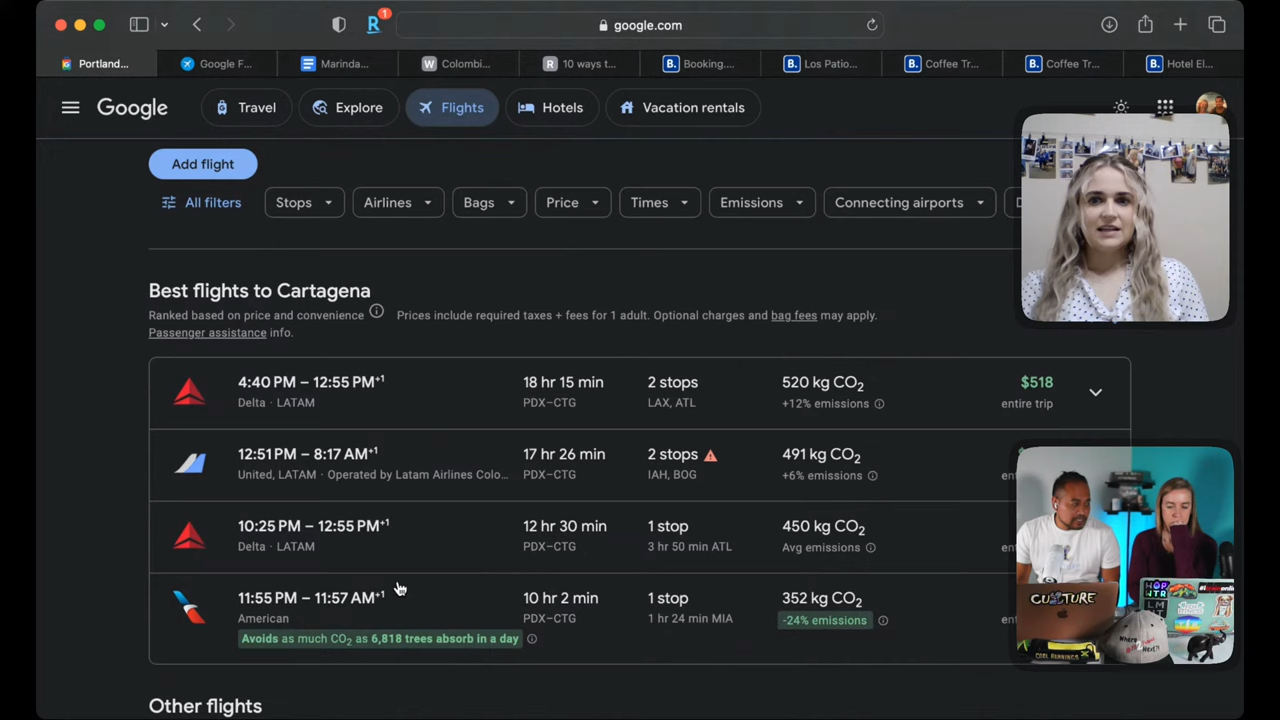 1
google.com
Portland...
Google F...
Marinda...
W
Colombi...
R
10 ways t...
B.
Booking....
B.
Los Patio...
B.
Coffee Tr...
B.
Coffee Tr...
B.
Hotel El...
Google
Travel
Explore
Flights
Hotels
Vacation rentals
Add flight
All filters
Stops
Airlines
Bags
Price
Times
Emissions
Connecting airports
Best flights to Cartagena
Ranked based on price and convenience
Prices include required taxes + fees for 1 adult. Optional charges and bag fees may apply.
Passenger assistance info.
4:40 PM – 12:55 PM+1
18 hr 15 min
2 stops
520 kg CO2
$518
Delta · LATAM
PDX–CTG
LAX, ATL
+12% emissions
entire trip
12:51 PM – 8:17 AM+1
17 hr 26 min
2 stops
491 kg CO2
United, LATAM · Operated by Latam Airlines Colo...
PDX–CTG
IAH, BOG
+6% emissions
10:25 PM – 12:55 PM+1
12 hr 30 min
1 stop
450 kg CO2
Delta · LATAM
PDX–CTG
3 hr 50 min ATL
Avg emissions
11:55 PM – 11:57 AM+1
10 hr 2 min
1 stop
352 kg CO2
American
PDX–CTG
1 hr 24 min MIA
-24% emissions
Avoids as much CO2 as 6,818 trees absorb in a day
Other flights
CULTURE
COOL RUNNINGS